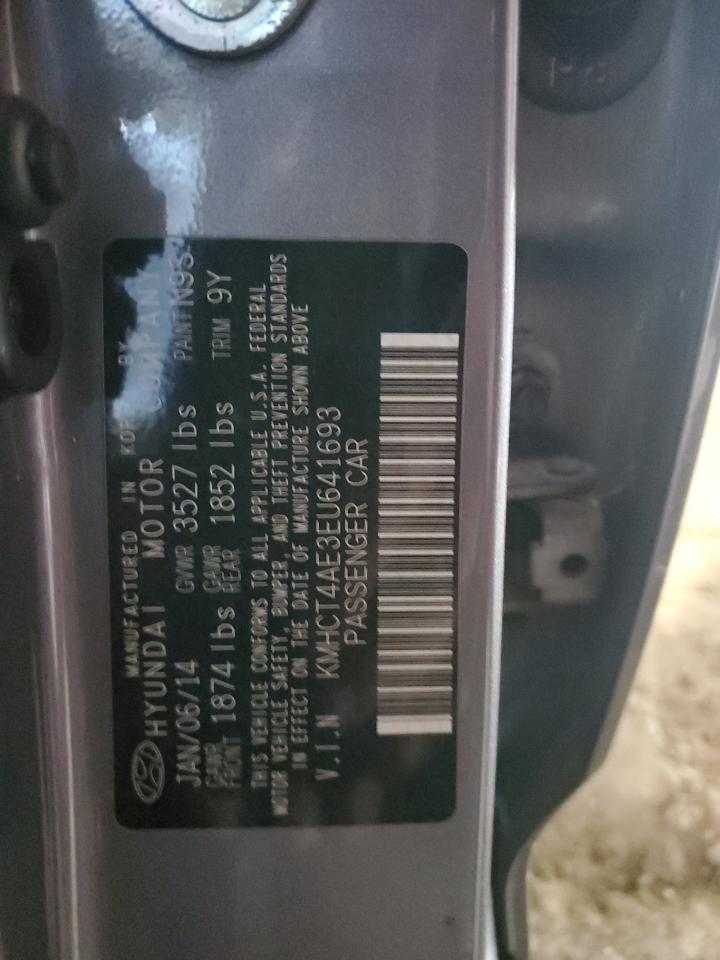 MANUFACTURED IN BY
HYUNDAI MOTOR COMPANY
JAN/06/14 GVWR 3527 lbs PAINT
GAWR FRONT 1874 lbs GAWR REAR 1852 lbs TRIM 9Y
THIS VEHICLE CONFORMS TO ALL APPLICABLE U.S.A. FEDERAL
MOTOR VEHICLE SAFETY, BUMPER, AND THEFT PREVENTION STANDARDS
IN EFFECT ON THE DATE OF MANUFACTURE SHOWN ABOVE
V.I.N KMHCT4AE3EU641693
PASSENGER CAR